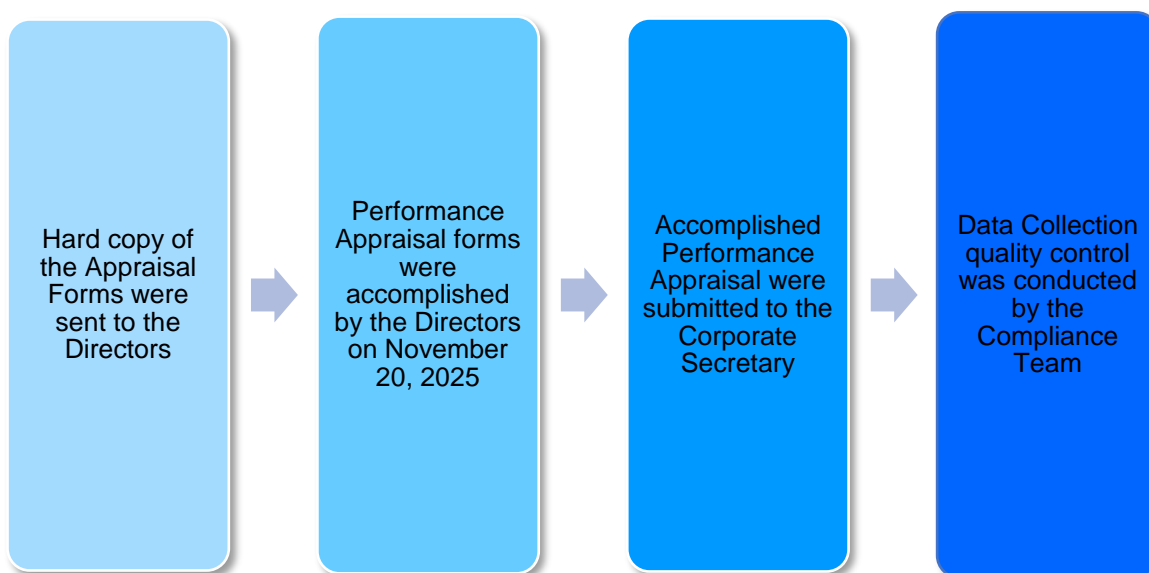 Hard copy of
the Appraisal
Forms were
sent to the
Directors
Performance
Appraisal forms
were
accomplished
by the Directors
on November
20, 2025
Accomplished
Performance
Appraisal were
submitted to the
Corporate
Secretary
Data Collection
quality control
was conducted
by the
Compliance
Team